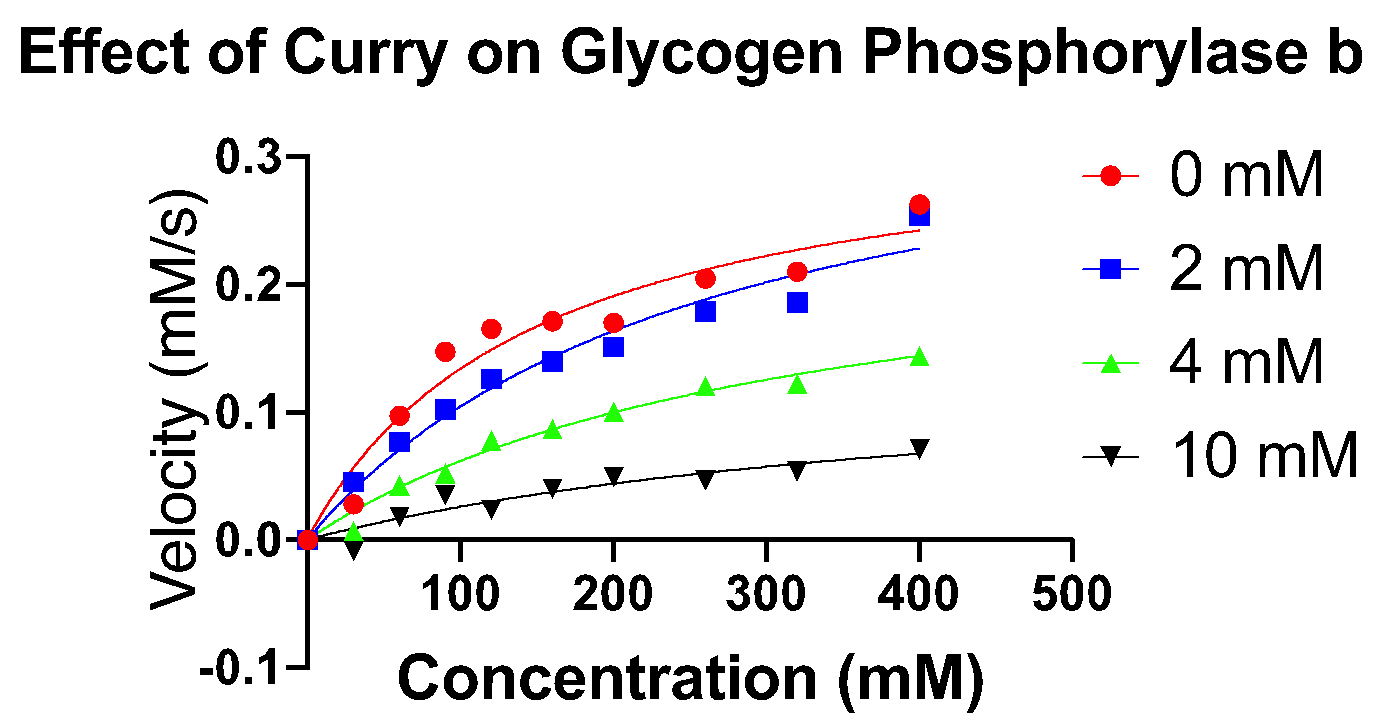 Effect of Curry on Glycogen Phosphorylase b
Velocity (mM/s)
0.3
0.2
0.1
0.0
-0.1
100 200 300 400 500
Concentration (mM)
0 mM
2 mM
4 mM
10 mM